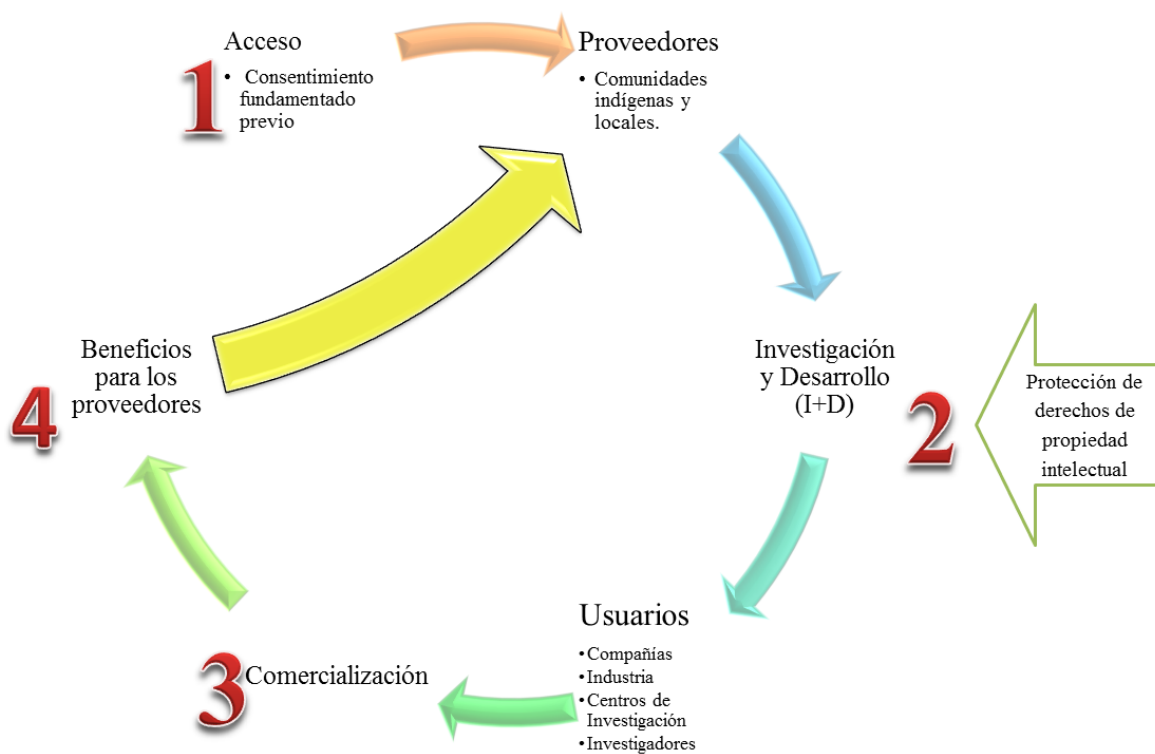 1
Acceso
• Consentimiento
fundamentado
previo
Proveedores
• Comunidades
indígenas y
locales.
Investigación
y Desarrollo
(I+D)
2
Protección de
derechos de
propiedad
intelectual
Usuarios
•Compañías
•Industria
•Centros de
Investigación
•Investigadores
3
Comercialización
4
Beneficios
para los
proveedores